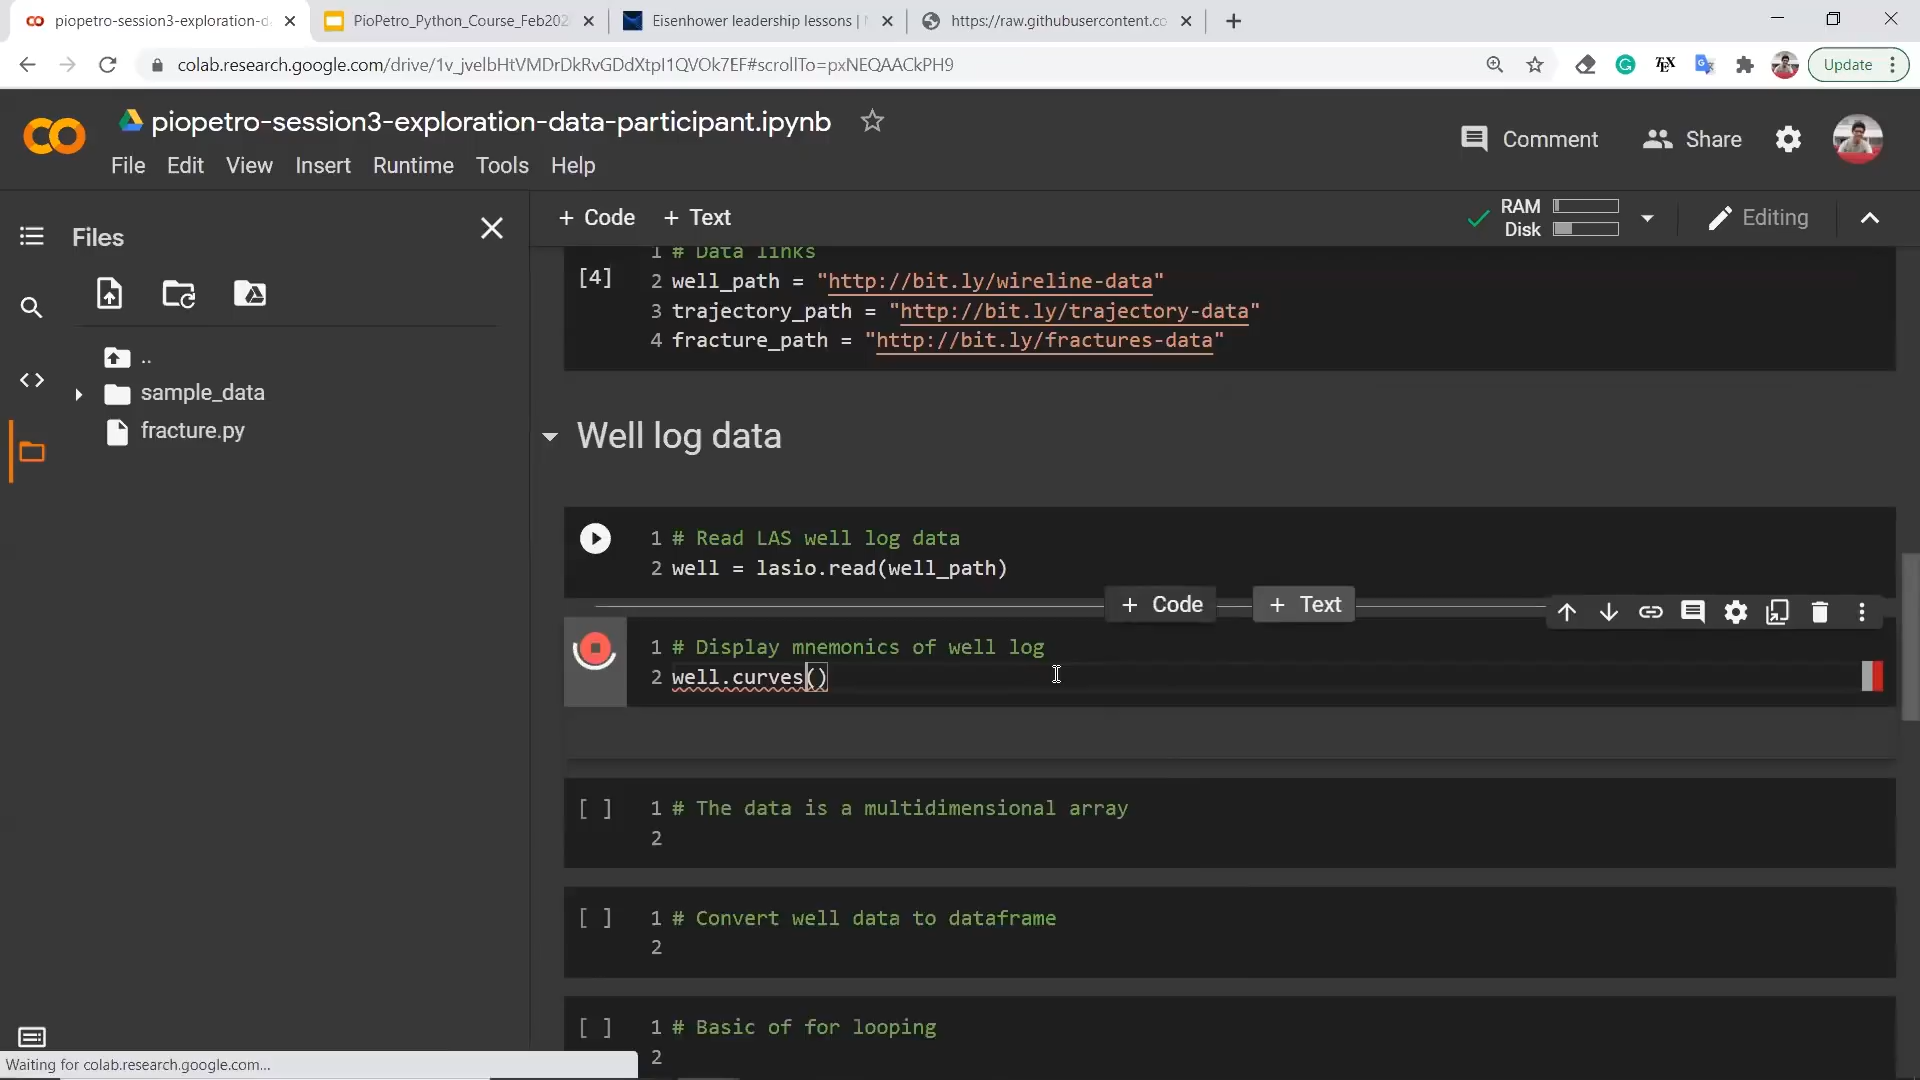 piopetro-session3-exploration-d
PioPetro_Python_Course_Feb202
Eisenhower leadership lessons |
https://raw.githubusercontent.co
colab.research.google.com/drive/1v_jvelbHtVMDrDkRvGDdXtpI1QVOk7EF#scrollTo=pxNEQAACkPH9
Update
piopetro-session3-exploration-data-participant.ipynb
Comment
Share
File Edit View Insert Runtime Tools Help
+ Code + Text
RAM
Disk
Editing
Files
..
sample_data
fracture.py
[4]
1 # Data links
2 well_path = "http://bit.ly/wireline-data"
3 trajectory_path = "http://bit.ly/trajectory-data"
4 fracture_path = "http://bit.ly/fractures-data"
Well log data
1 # Read LAS well log data
2 well = lasio.read(well_path)
+ Code + Text
1 # Display mnemonics of well log
2 well.curves()
[ ] 1 # The data is a multidimensional array
2
[ ] 1 # Convert well data to dataframe
2
[ ] 1 # Basic of for looping
2
Waiting for colab.research.google.com...